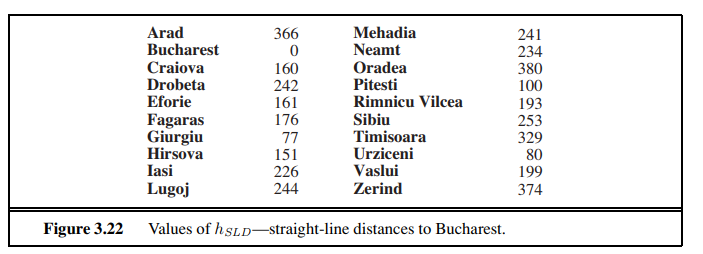 Arad 366 Mehadia 241
Bucharest 0 Neamt 234
Craiova 160 Oradea 380
Drobeta 242 Pitesti 100
Eforie 161 Rimnicu Vilcea 193
Fagaras 176 Sibiu 253
Giurgiu 77 Timisoara 329
Hirsova 151 Urziceni 80
Iasi 226 Vaslui 199
Lugoj 244 Zerind 374
Figure 3.22 Values of hSLD—straight-line distances to Bucharest.